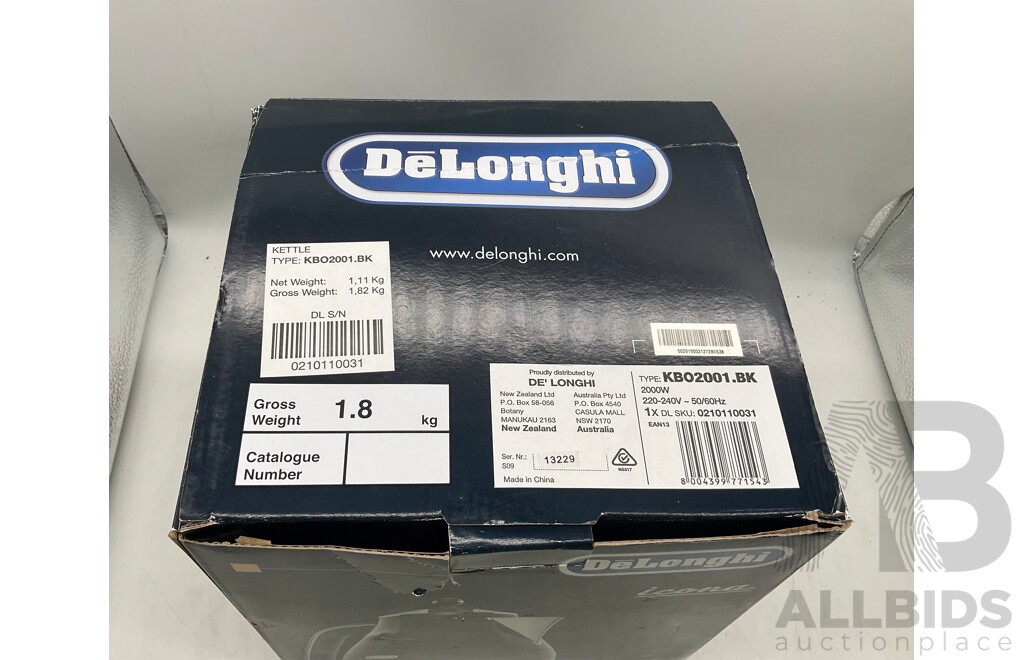 DēLonghi
www.delonghi.com
KETTLE
TYPE: KBO2001.BK
Net Weight: 1,11 Kg
Gross Weight: 1,82 Kg
DL S/N
0210110031
Gross Weight 1.8 kg
Catalogue Number
Proudly distributed by
DE' LONGHI
New Zealand Ltd
P.O. Box 58-056
Botany
MANUKAU 2163
New Zealand
Australia Pty Ltd
P.O. Box 4540
CASULA MALL
NSW 2170
Australia
Ser. Nr.: 13229
S09
N5017
Made in China
TYPE: KBO2001.BK
2000W
220-240V ~ 50/60Hz
1X DL SKU: 0210110031
EAN13
8 004399 771543
DēLonghi
icona
ALLBIDS
auctionplace